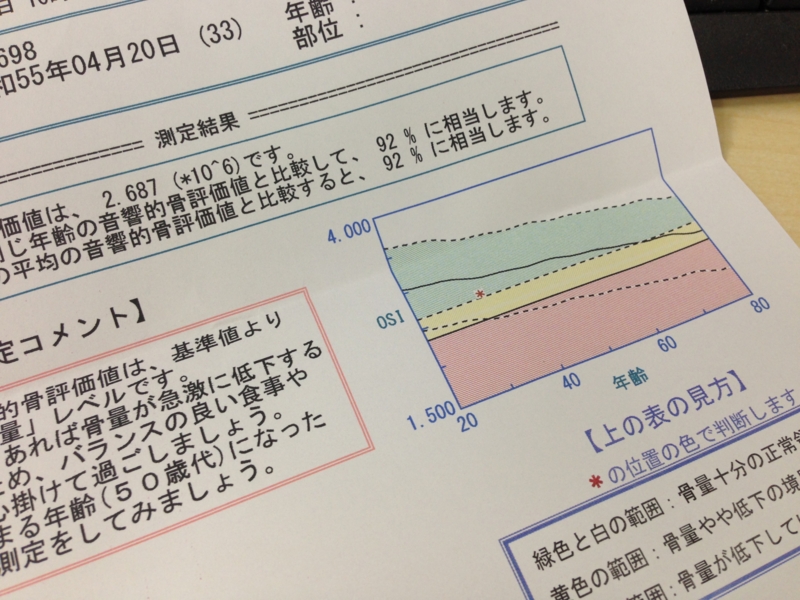 698
和55年04月20日 (33)
年齢：
部位：
測定結果
価値は、 2.687 (*10^6)です。
同じ年齢の音響的骨評価値と比較して、 92 % に相当します。
の平均の音響的骨評価値と比較すると、 92 % に相当します。
4.000
OSI
1.500
20
40
60
80
年齢
定コメント】
的骨評価値は、基準値より
量」レベルです。
あれば骨量が急激に低下する
ため、バランスの良い食事や
心掛けて過ごしましょう。
まる年齢(５０歳代)になった
測定をしてみましょう。
【上の表の見方】
*の位置の色で判断します
緑色と白の範囲：骨量十分の正常
黄色の範囲：骨量やや低下の境
の範囲：骨量が低下して